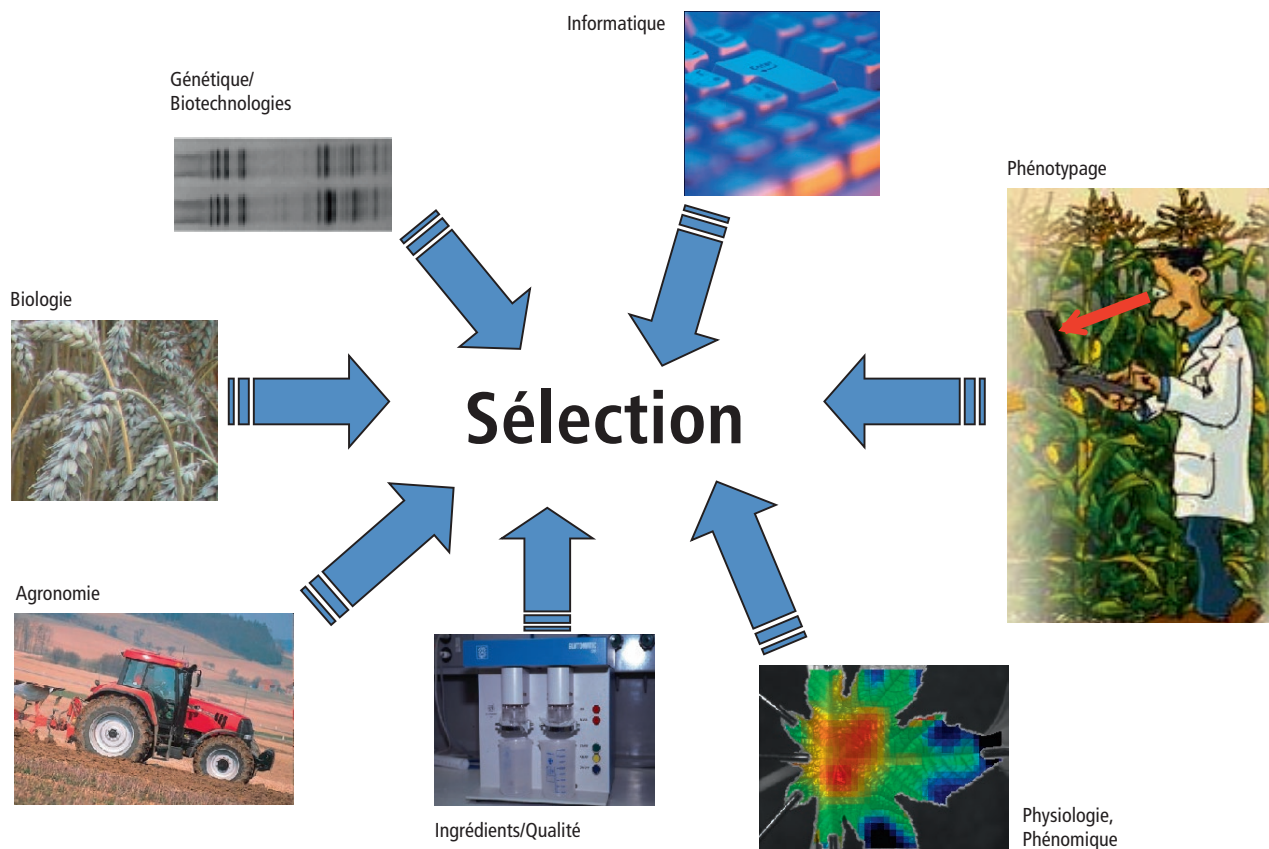 Informatique
Génétique/
Biotechnologies
Phénotypage
Biologie
Sélection
Agronomie
Ingrédients/Qualité
Physiologie,
Phénomique